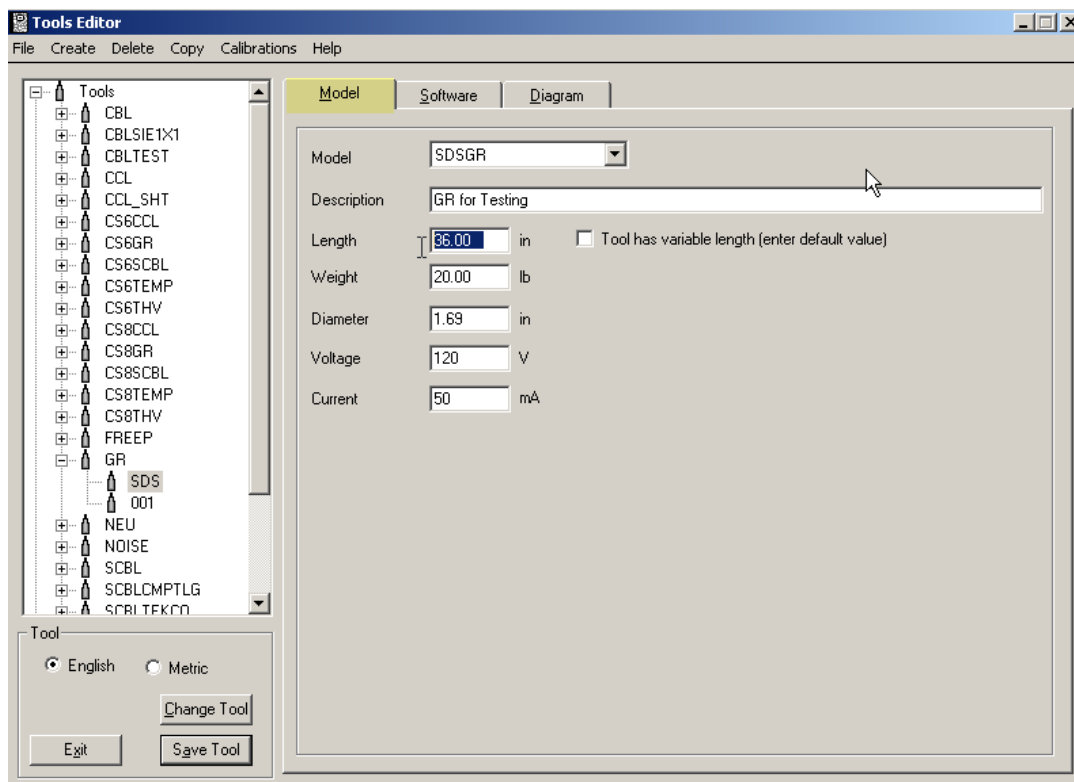 Tools Editor
File Create Delete Copy Calibrations Help
Tools
CBL
CBLSIE1X1
CBLTEST
CCL
CCL_SHT
CS6CCL
CS6GR
CS6SCBL
CS6TEMP
CS6THV
CS8CCL
CS8GR
CS8SCBL
CS8TEMP
CS8THV
FREEP
GR
SDS
001
NEU
NOISE
SCBL
SCBLCMPTLG
SCBLTEKCO
Tool
English Metric
Change Tool
Exit Save Tool
Model Software Diagram
Model SDSGR
Description GR for Testing
Length 36.00 in Tool has variable length (enter default value)
Weight 20.00 lb
Diameter 1.69 in
Voltage 120 V
Current 50 mA